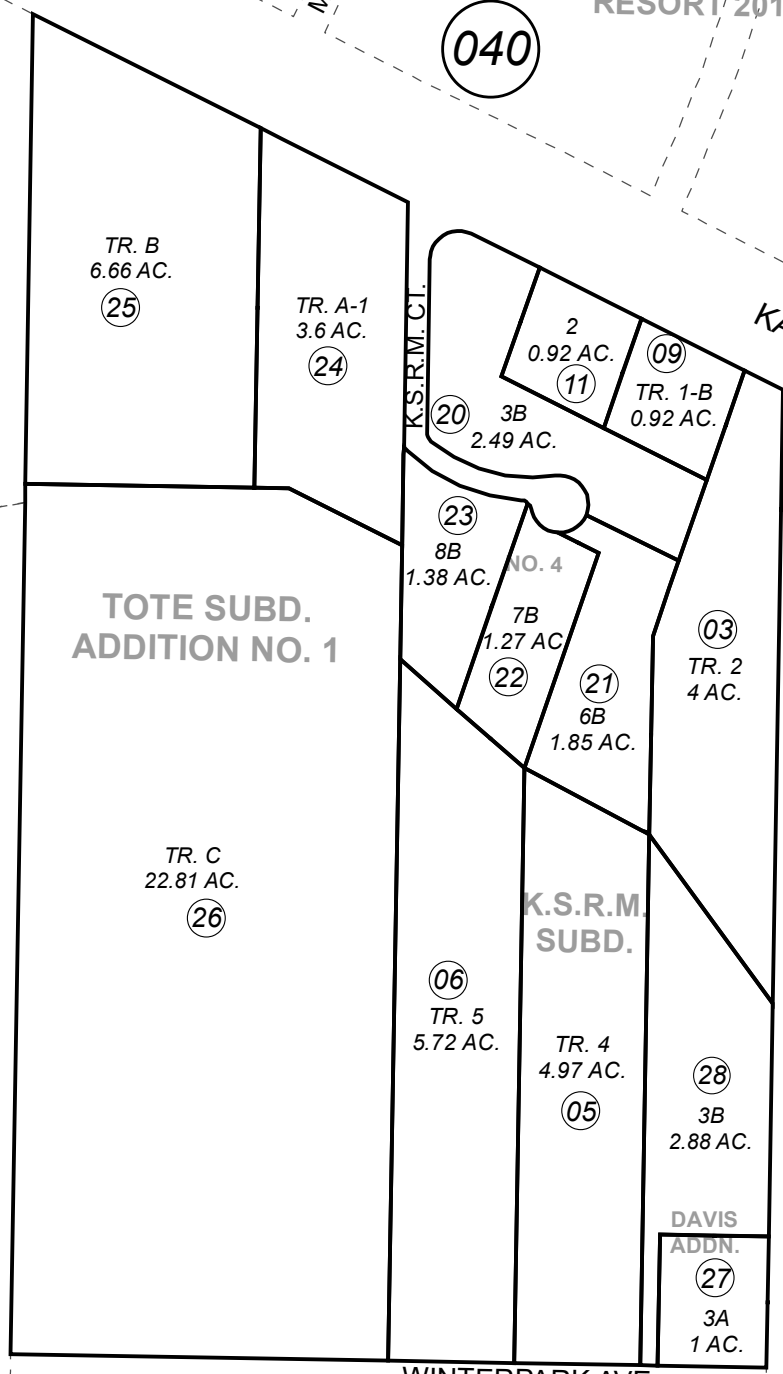 RESORT 201
040
TR. B
6.66 AC.
25
TR. A-1
3.6 AC.
24
K.S.R.M. CT.
2
0.92 AC.
11
09
TR. 1-B
0.92 AC.
20
3B
2.49 AC.
23
8B
1.38 AC.
NO. 4
7B
1.27 AC
22
21
6B
1.85 AC.
03
TR. 2
4 AC.
TOTE SUBD.
ADDITION NO. 1
TR. C
22.81 AC.
26
K.S.R.M.
SUBD.
06
TR. 5
5.72 AC.
TR. 4
4.97 AC.
05
28
3B
2.88 AC.
DAVIS
ADDN.
27
3A
1 AC.
WINTERPARK AVE